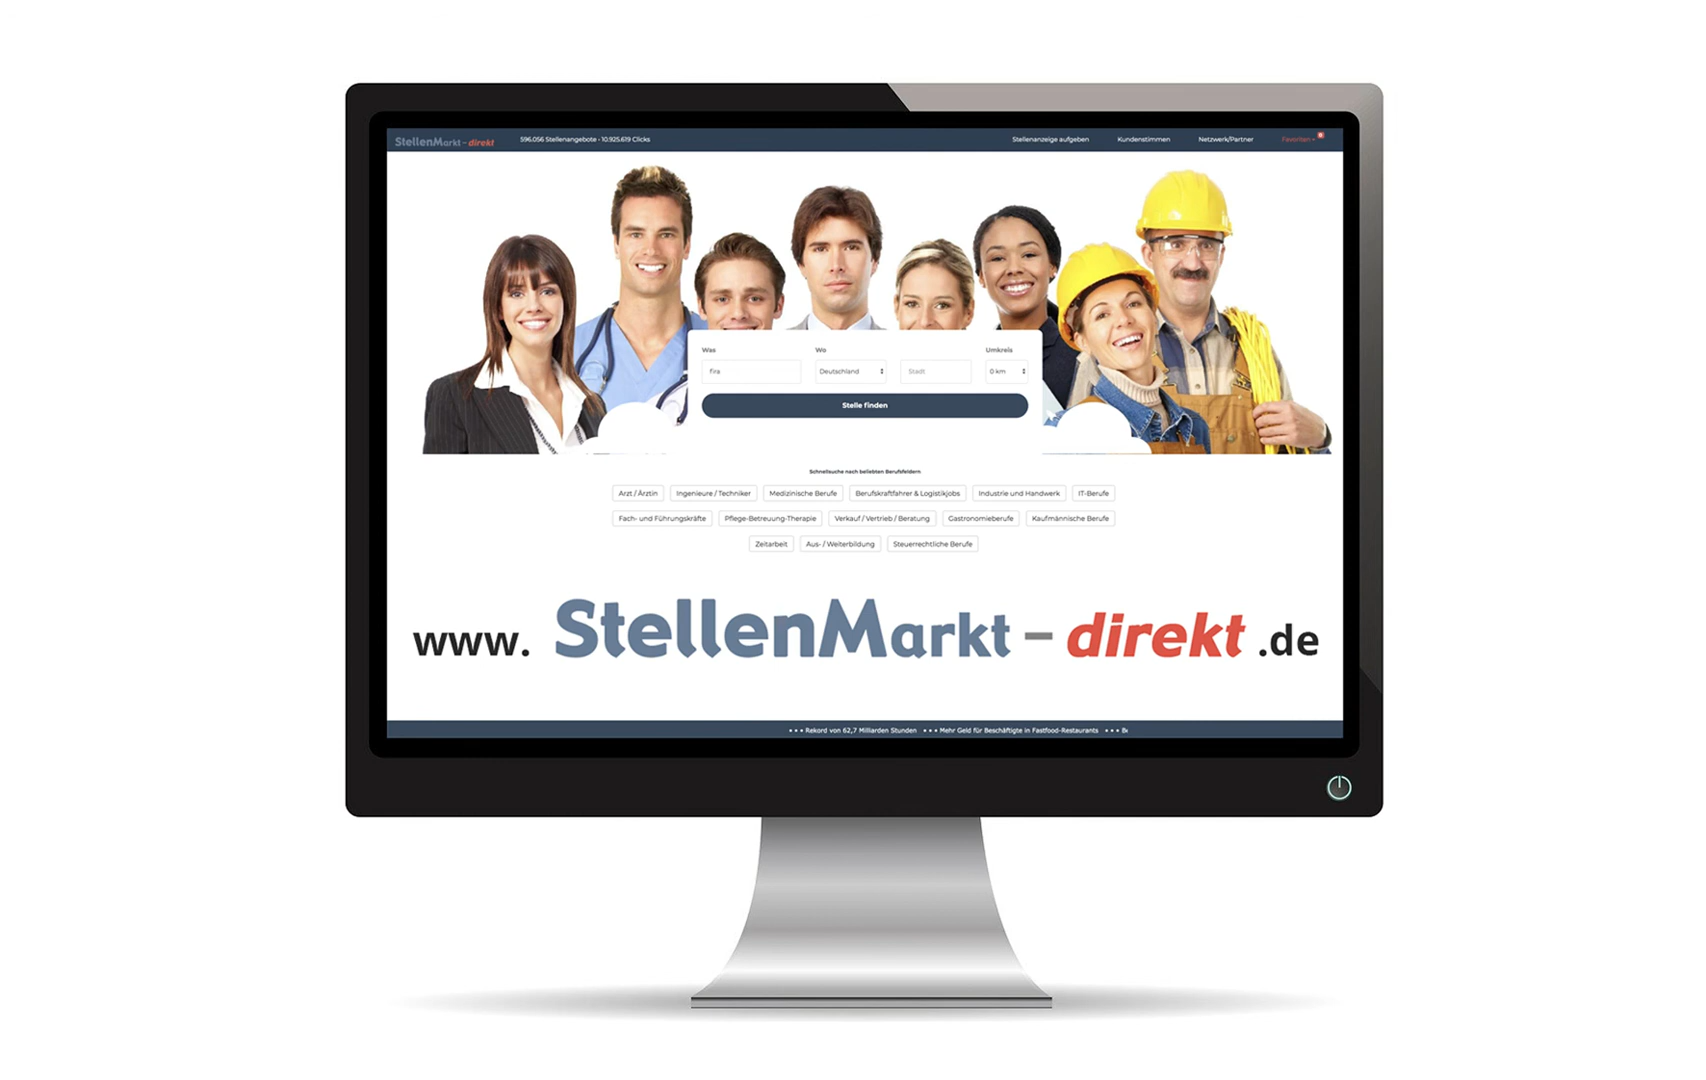 StellenMarkt-direkt 596.056 Stellenangebote • 10.925.619 Clicks Stellenanzeige aufgeben Kundenstimmen Netzwerk/Partner Favoriten
Was Wo Umkreis
fira Deutschland Stadt 0 km
Stelle finden
Schnellsuche nach beliebten Berufsfeldern
Arzt / Ärztin Ingenieure / Techniker Medizinische Berufe Berufskraftfahrer & Logistikjobs Industrie und Handwerk IT-Berufe
Fach- und Führungskräfte Pflege-Betreuung-Therapie Verkauf / Vertrieb / Beratung Gastronomieberufe Kaufmännische Berufe
Zeitarbeit Aus- / Weiterbildung Steuerrechtliche Berufe
www. StellenMarkt-direkt .de
• • • Rekord von 62,7 Milliarden Stunden • • • Mehr Geld für Beschäftigte in Fastfood-Restaurants • • • Be